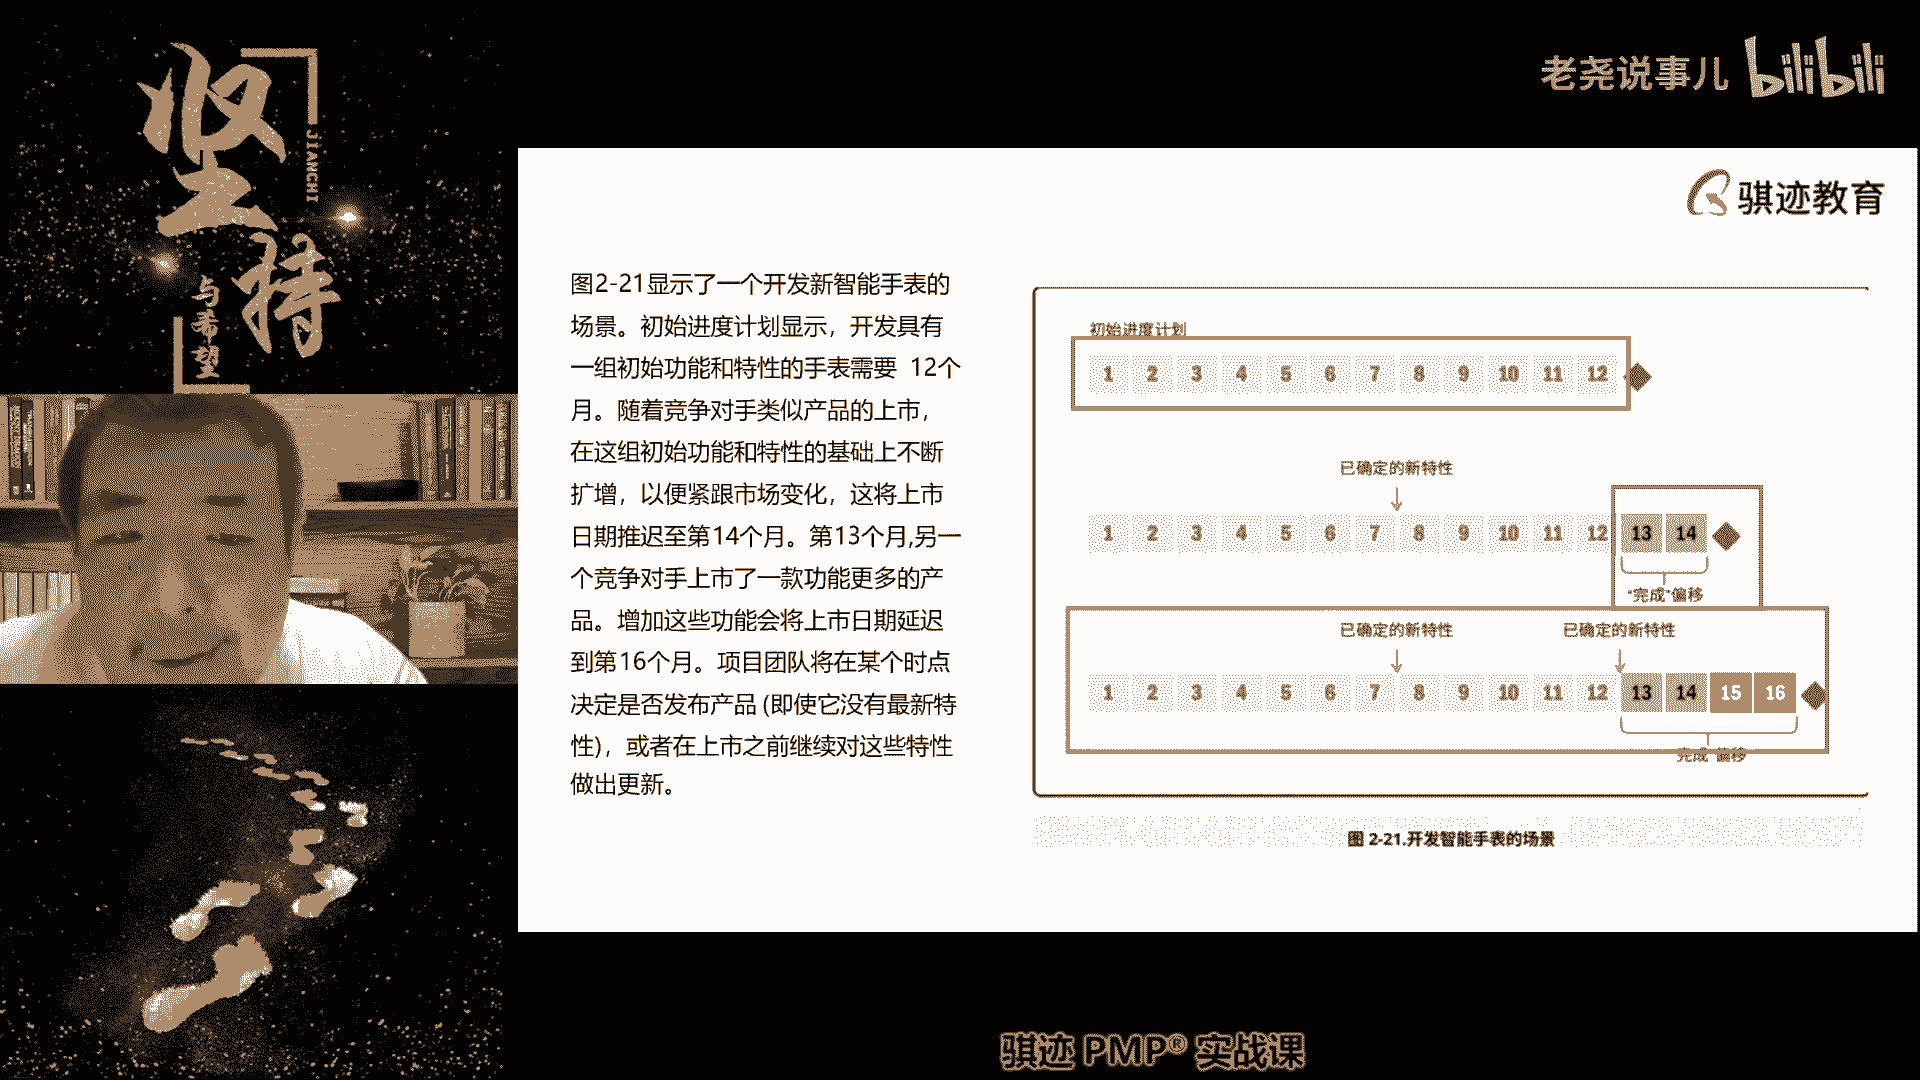 坚持
JIANCHI
与希望
老尧说事儿 bilibili
骐迹教育
图2-21显示了一个开发新智能手表的
场景。初始进度计划显示，开发具有
一组初始功能和特性的手表需要 12个
月。随着竞争对手类似产品的上市，
在这组初始功能和特性的基础上不断
扩增，以便紧跟市场变化，这将上市
日期推迟至第14个月。第13个月,另一
个竞争对手上市了一款功能更多的产
品。增加这些功能会将上市日期延迟
到第16个月。项目团队将在某个时点
决定是否发布产品 (即使它没有最新特
性)，或者在上市之前继续对这些特性
做出更新。
初始进度计划
1 2 3 4 5 6 7 8 9 10 11 12
已确定的新特性
1 2 3 4 5 6 7 8 9 10 11 12 13 14
“完成”偏移
已确定的新特性 已确定的新特性
1 2 3 4 5 6 7 8 9 10 11 12 13 14 15 16
完成 偏移
图 2-21.开发智能手表的场景
骐迹 PMP® 实战课